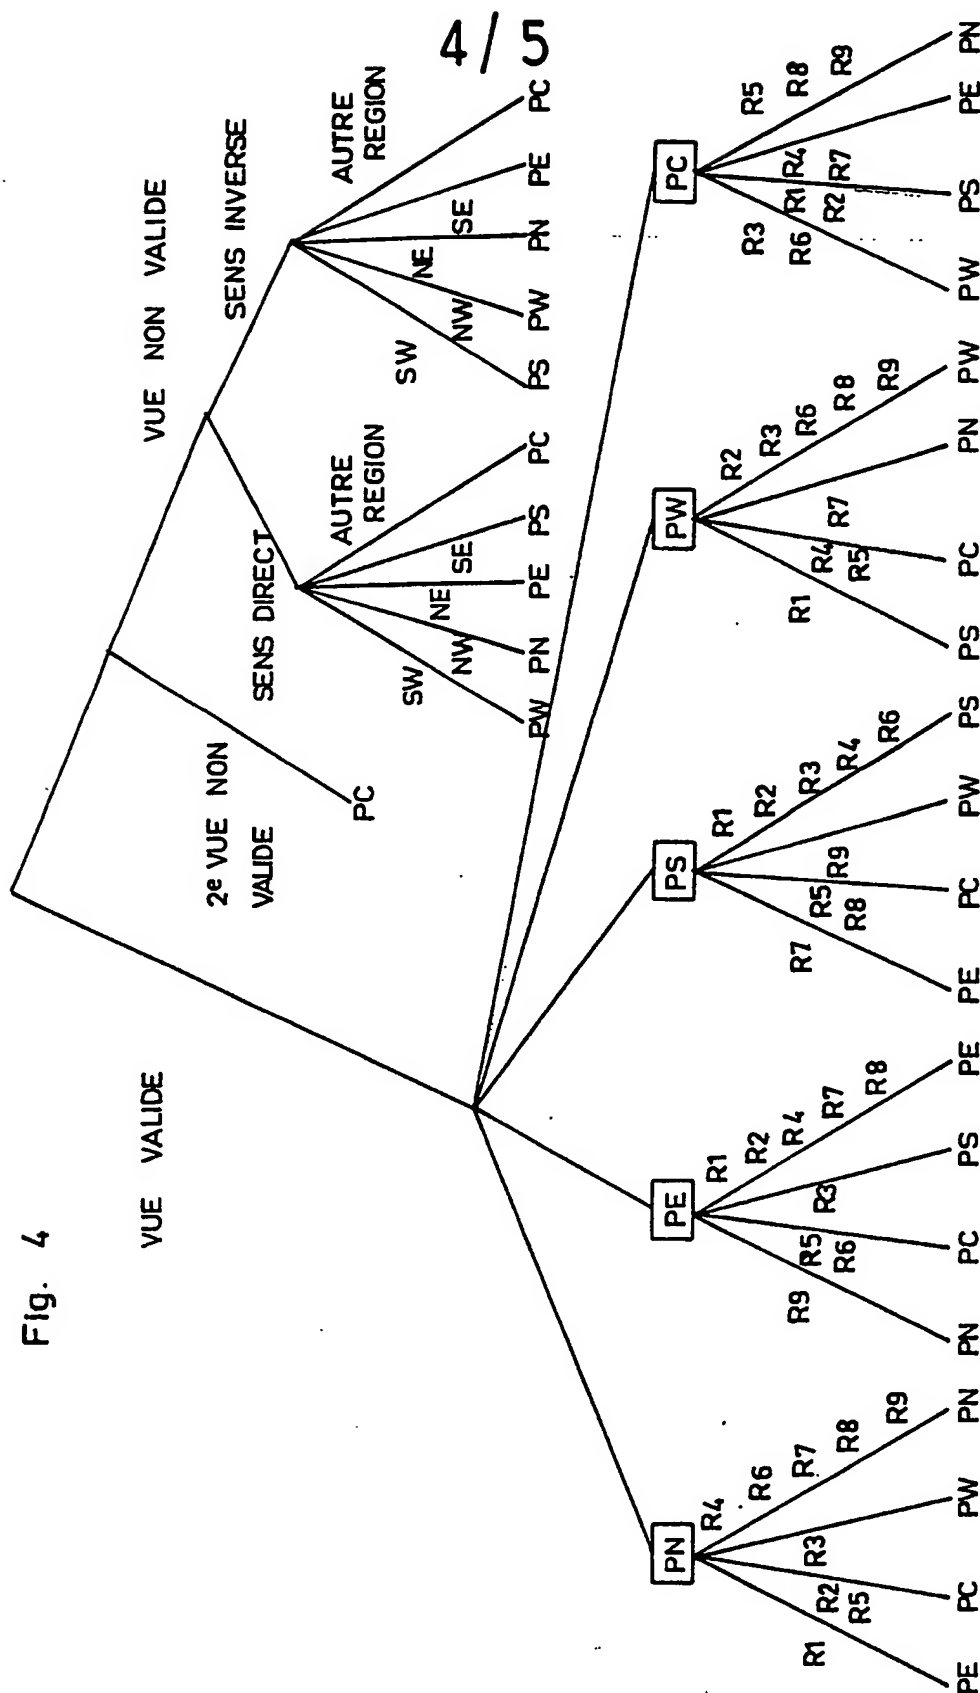 4/5
Fig. 4
VUE VALIDE
VUE NON VALIDE
2e VUE NON
VALIDE
PC
SENS DIRECT
SENS INVERSE
SW
NW
NE
SE
AUTRE
REGION
PW
PN
PE
PS
PC
SW
NW
NE
SE
AUTRE
REGION
PS
PW
PN
PE
PC
PN
R1
R2
R5
R3
R4
R6
R7
R8
R9
PE
PC
PW
PN
PE
R9
R5
R6
R3
R1
R2
R4
R7
R8
PN
PC
PS
PE
PS
R7
R5
R8
R9
R1
R2
R3
R4
R6
PE
PC
PW
PS
PW
R1
R4
R5
R7
R2
R3
R6
R8
R9
PS
PC
PN
PW
PC
R3
R6
R1
R2
R4
R7
R5
R8
R9
PW
PS
PE
PN